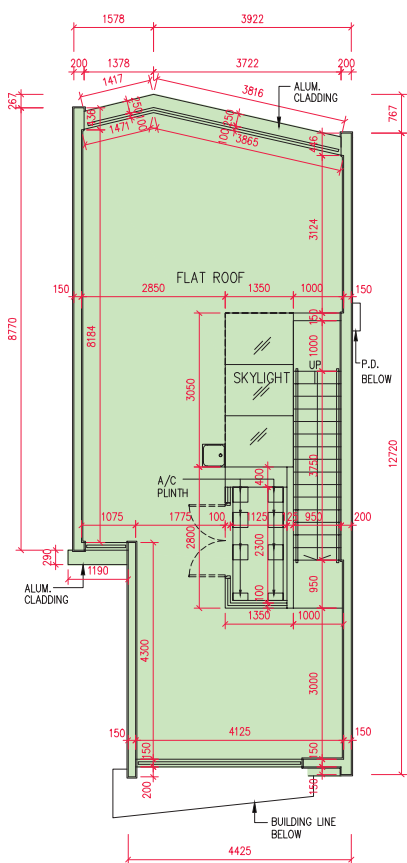 1578 3922
200 1378 3722 200
1417 3816
ALUM.
CLADDING
267 767
436 150 250 446
1471 100 100 3865
3124
FLAT ROOF
150 2850 1350 1000 150
8770 8184
150
1000
3050
UP
P.D.
BELOW
SKYLIGHT
12720
A/C
PLINTH
400 3750
1075 1775 100 1125 125 950 200
2800 2300
290
1190
ALUM.
CLADDING
950
100
1350 1000
4300
3000
150 4125 150
150 150
200 150
BUILDING LINE
BELOW
4425